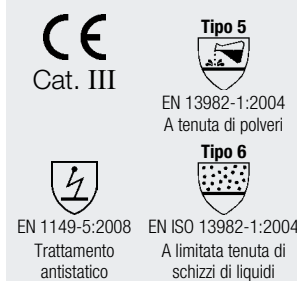 CE
Cat. III
Tipo 5
EN 13982-1:2004
A tenuta di polveri
Tipo 6
EN 1149-5:2008
Trattamento
antistatico
EN ISO 13982-1:2004
A limitata tenuta di
schizzi di liquidi